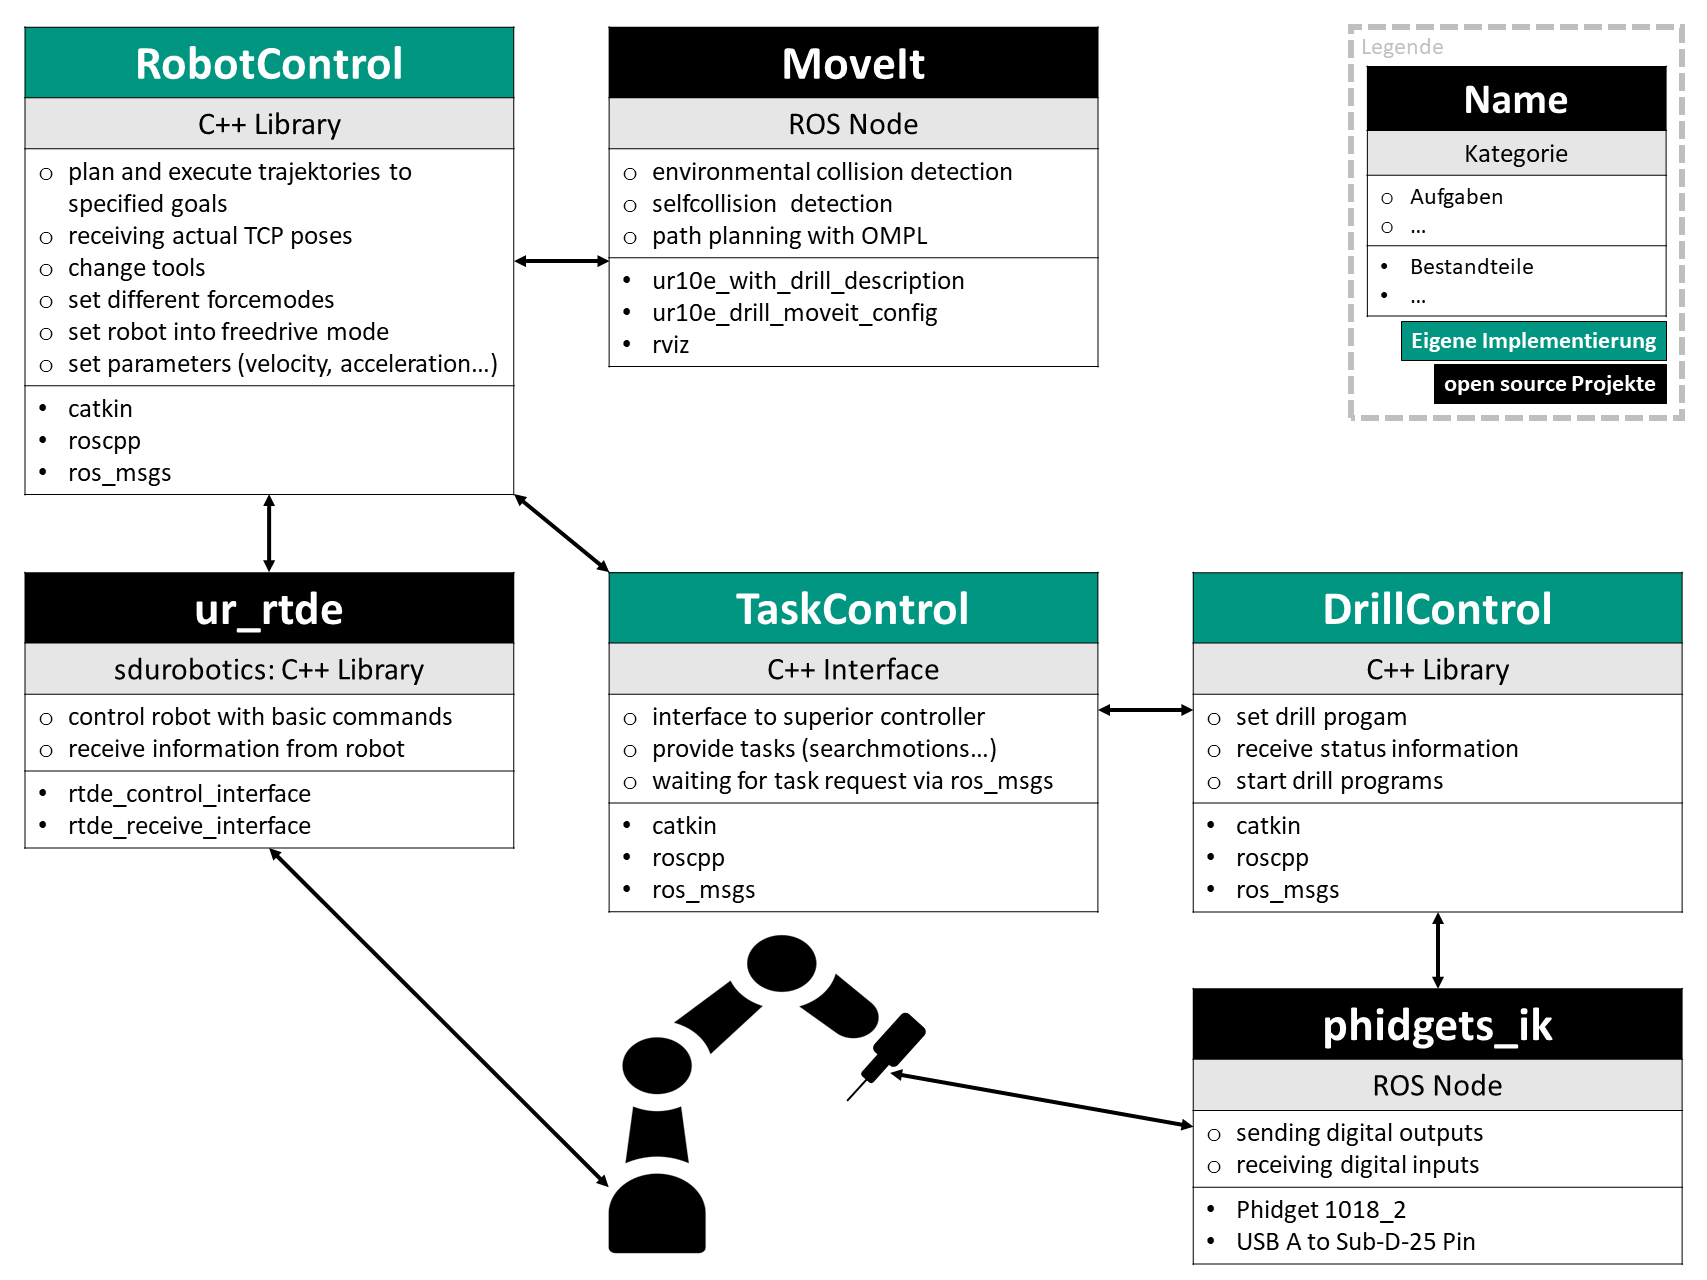 RobotControl
C++ Library
plan and execute trajektories to
specified goals
receiving actual TCP poses
change tools
set different forcemodes
set robot into freedrive mode
set parameters (velocity, acceleration...)
catkin
roscpp
ros_msgs
MoveIt
ROS Node
environmental collision detection
selfcollision detection
path planning with OMPL
ur10e_with_drill_description
ur10e_drill_moveit_config
rviz
Legende
Name
Kategorie
Aufgaben
...
Bestandteile
...
Eigene Implementierung
open source Projekte
ur_rtde
sdurobotics: C++ Library
control robot with basic commands
receive information from robot
rtde_control_interface
rtde_receive_interface
TaskControl
C++ Interface
interface to superior controller
provide tasks (searchmotions...)
waiting for task request via ros_msgs
catkin
roscpp
ros_msgs
DrillControl
C++ Library
set drill progam
receive status information
start drill programs
catkin
roscpp
ros_msgs
phidgets_ik
ROS Node
sending digital outputs
receiving digital inputs
Phidget 1018_2
USB A to Sub-D-25 Pin